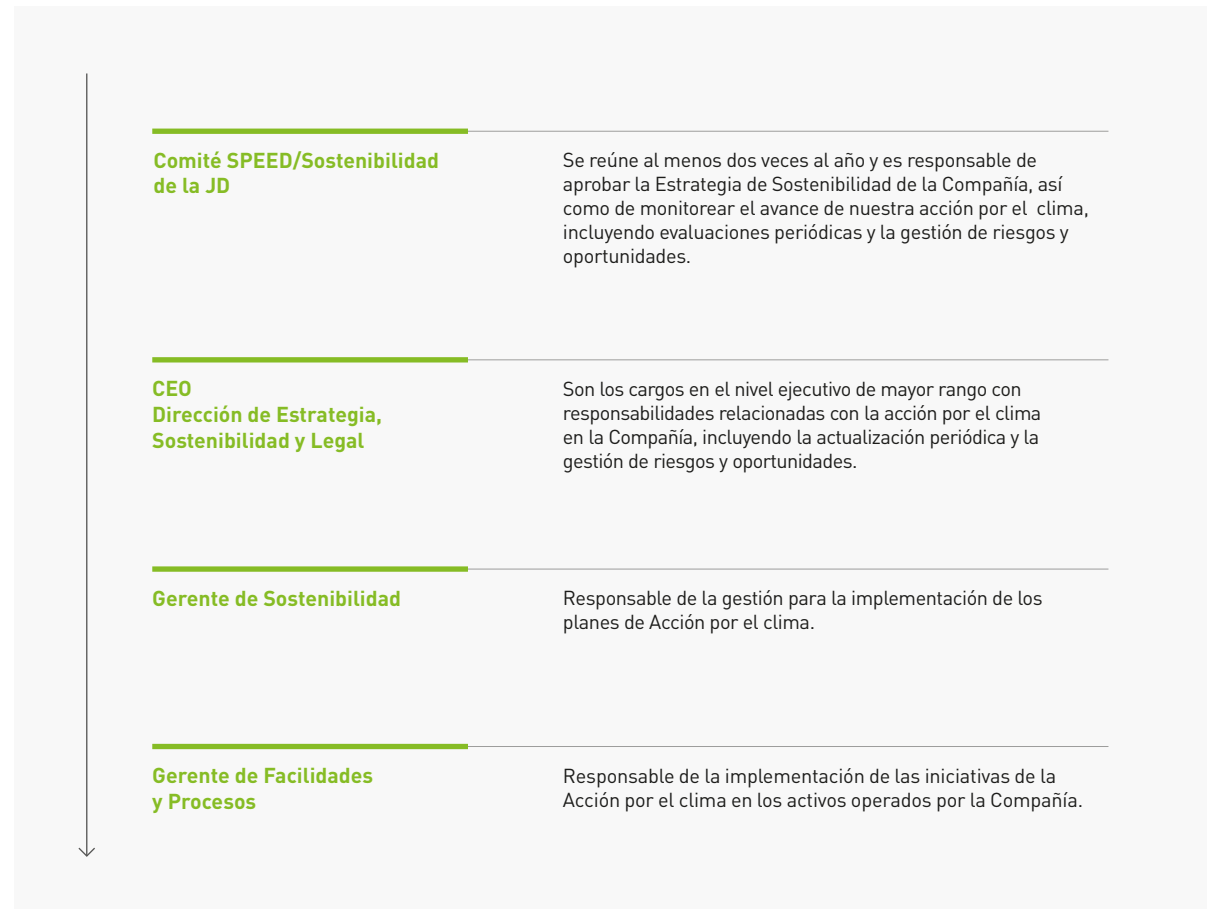 Comité SPEED/Sostenibilidad
de la JD
Se reúne al menos dos veces al año y es responsable de
aprobar la Estrategia de Sostenibilidad de la Compañía, así
como de monitorear el avance de nuestra acción por el clima,
incluyendo evaluaciones periódicas y la gestión de riesgos y
oportunidades.
CEO
Dirección de Estrategia,
Sostenibilidad y Legal
Son los cargos en el nivel ejecutivo de mayor rango con
responsabilidades relacionadas con la acción por el clima
en la Compañía, incluyendo la actualización periódica y la
gestión de riesgos y oportunidades.
Gerente de Sostenibilidad
Responsable de la gestión para la implementación de los
planes de Acción por el clima.
Gerente de Facilidades
y Procesos
Responsable de la implementación de las iniciativas de la
Acción por el clima en los activos operados por la Compañía.